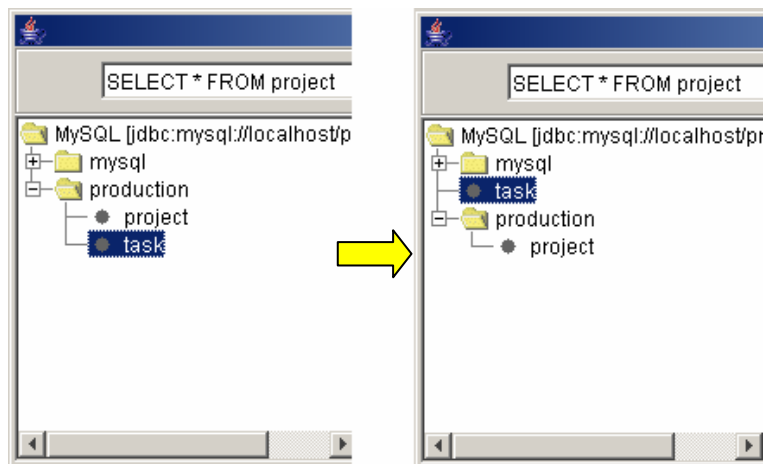 SELECT * FROM project
MySQL [jdbc:mysql://localhost/p
mysql
production
project
task
SELECT * FROM project
MySQL [jdbc:mysql://localhost/pr
mysql
task
production
project